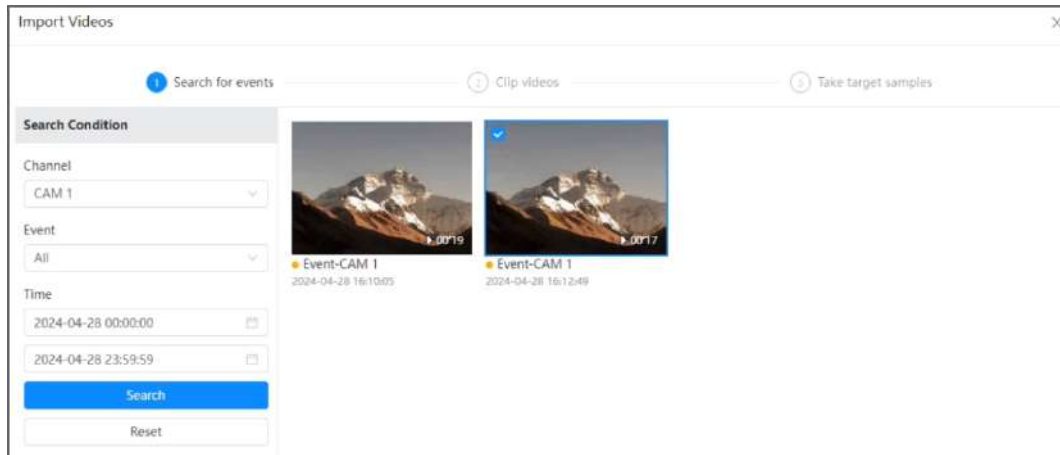 Import Videos
1 Search for events
2 Clip videos
3 Take target samples
Search Condition
Channel
CAM 1
Event
All
Time
2024-04-28 00:00:00
2024-04-28 23:59:59
Search
Reset
00'19
Event-CAM 1
2024-04-28 16:10:05
00'17
Event-CAM 1
2024-04-28 16:12:49